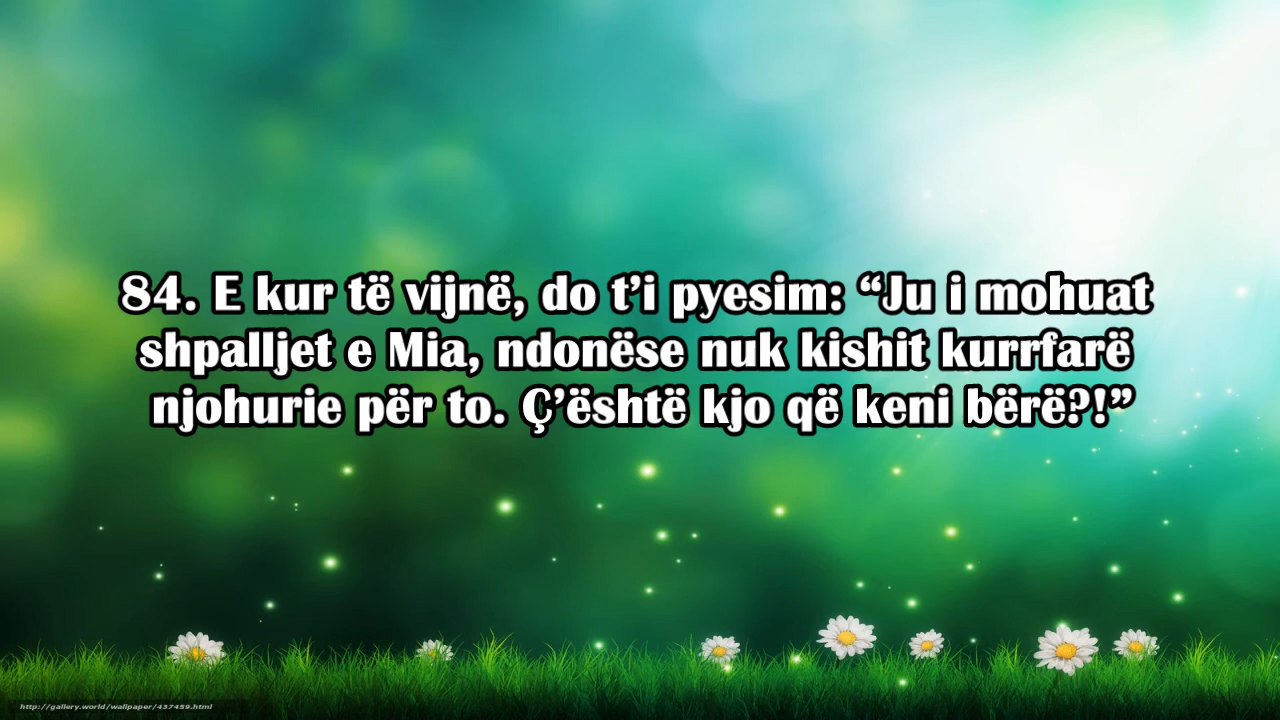 84. E kur të vijnë, do t’i pyesim: “Ju i mohuat
shpalljet e Mia, ndonëse nuk kishit kurrfarë
njohurie për to. Ç’është kjo që keni bërë?!”
http://gallery.world/wallpaper/437459.html